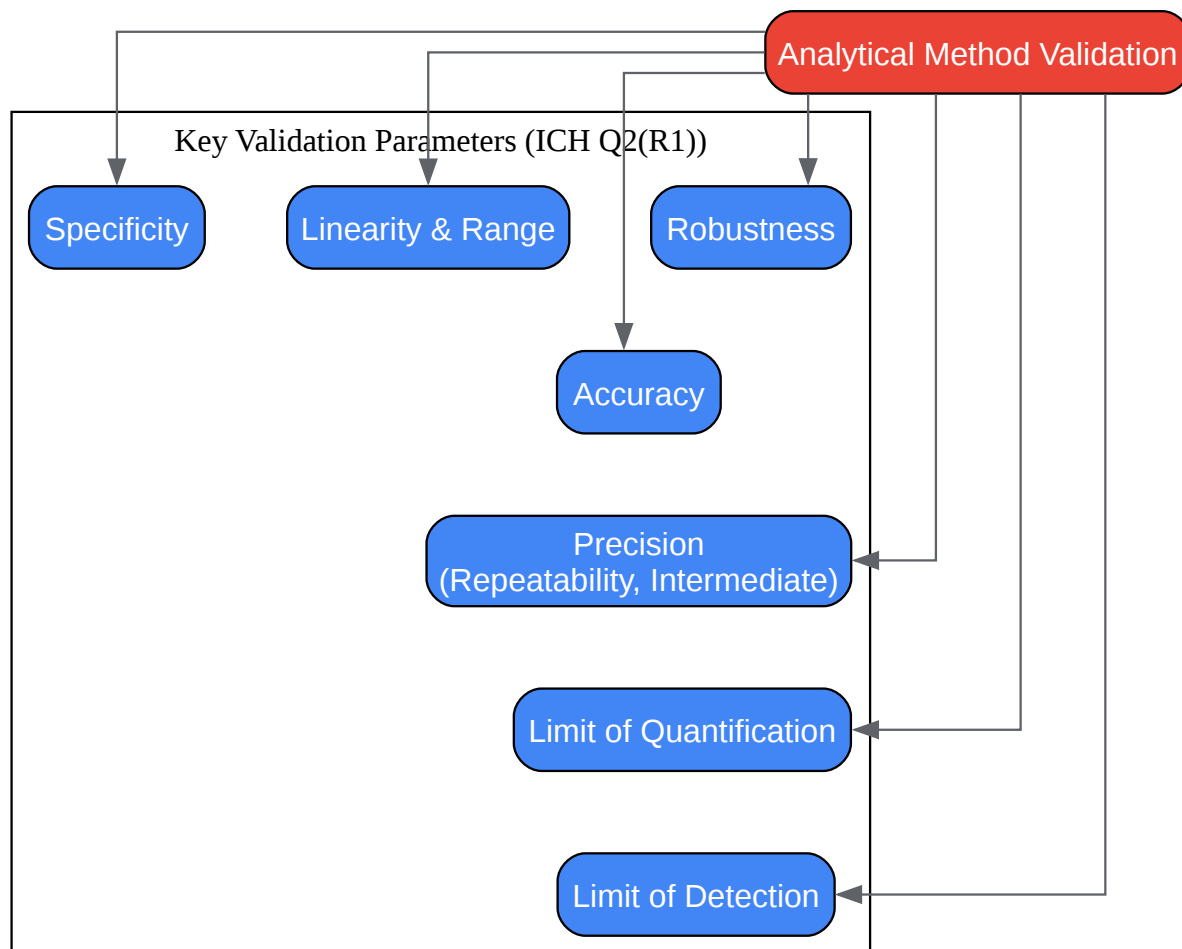 Analytical Method Validation
Key Validation Parameters (ICH Q2(R1))
Specificity
Linearity & Range
Robustness
Accuracy
Precision
(Repeatability, Intermediate)
Limit of Quantification
Limit of Detection